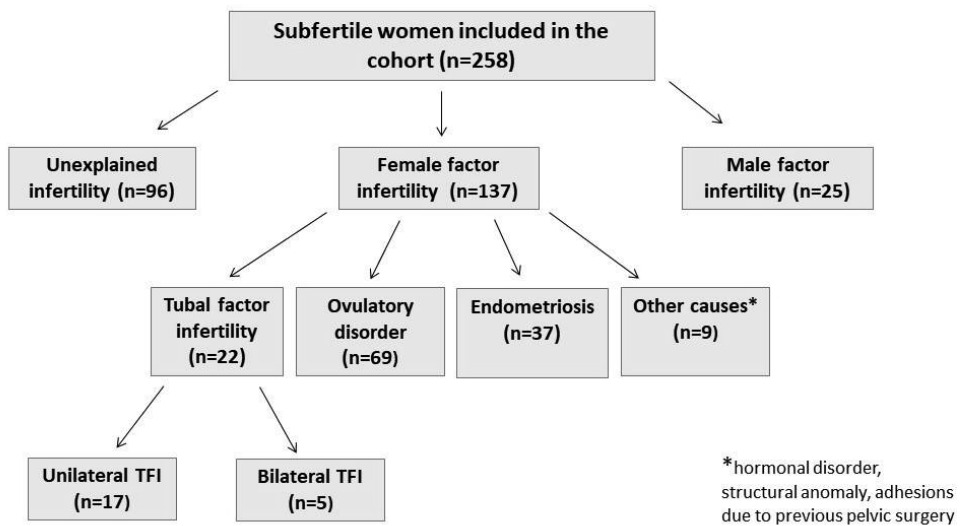 Subfertile women included in the
cohort (n=258)
Unexplained
infertility (n=96)
Female factor
infertility (n=137)
Male factor
infertility (n=25)
Tubal factor
infertility
(n=22)
Ovulatory
disorder
(n=69)
Endometriosis
(n=37)
Other causes*
(n=9)
Unilateral TFI
(n=17)
Bilateral TFI
(n=5)
*hormonal disorder,
structural anomaly, adhesions
due to previous pelvic surgery